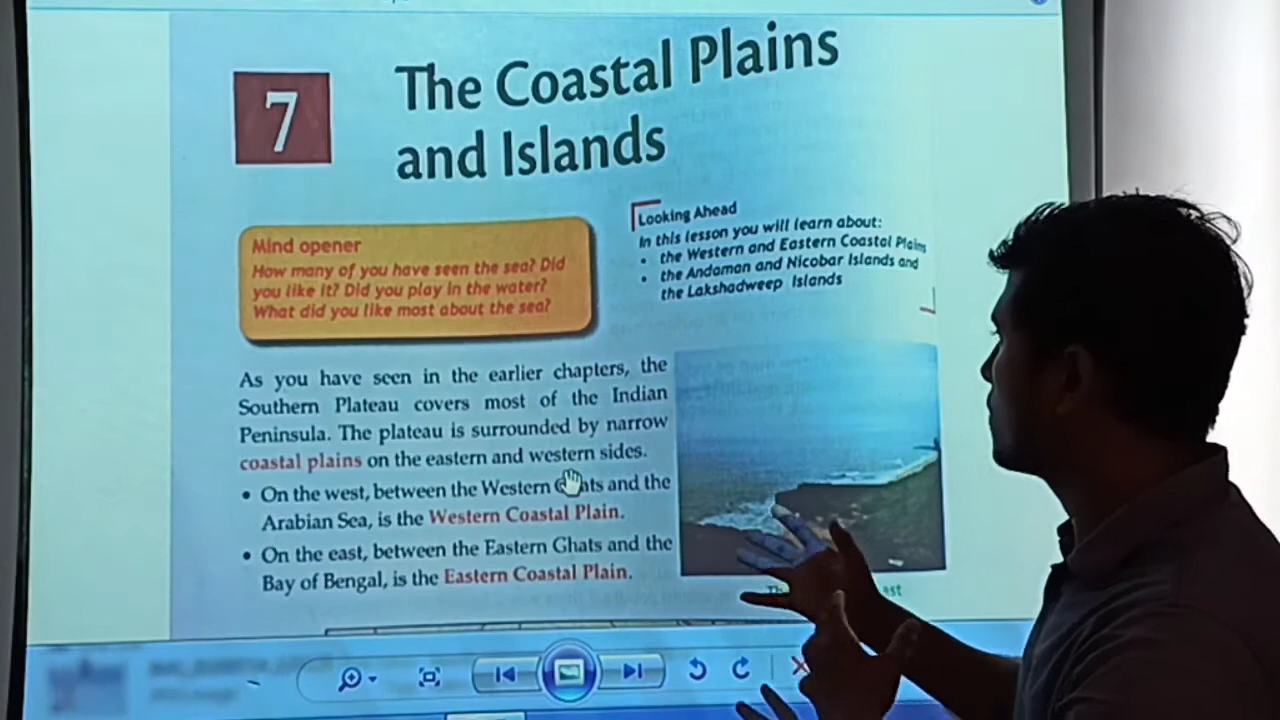 7
The Coastal Plains
and Islands
Mind opener
How many of you have seen the sea? Did
you like it? Did you play in the water?
What did you like most about the sea?
Looking Ahead
In this lesson you will learn about:
• the Western and Eastern Coastal Plains
• the Andaman and Nicobar Islands and
the Lakshadweep Islands
As you have seen in the earlier chapters, the
Southern Plateau covers most of the Indian
Peninsula. The plateau is surrounded by narrow
coastal plains on the eastern and western sides.
• On the west, between the Western Ghats and the
Arabian Sea, is the Western Coastal Plain.
• On the east, between the Eastern Ghats and the
Bay of Bengal, is the Eastern Coastal Plain.